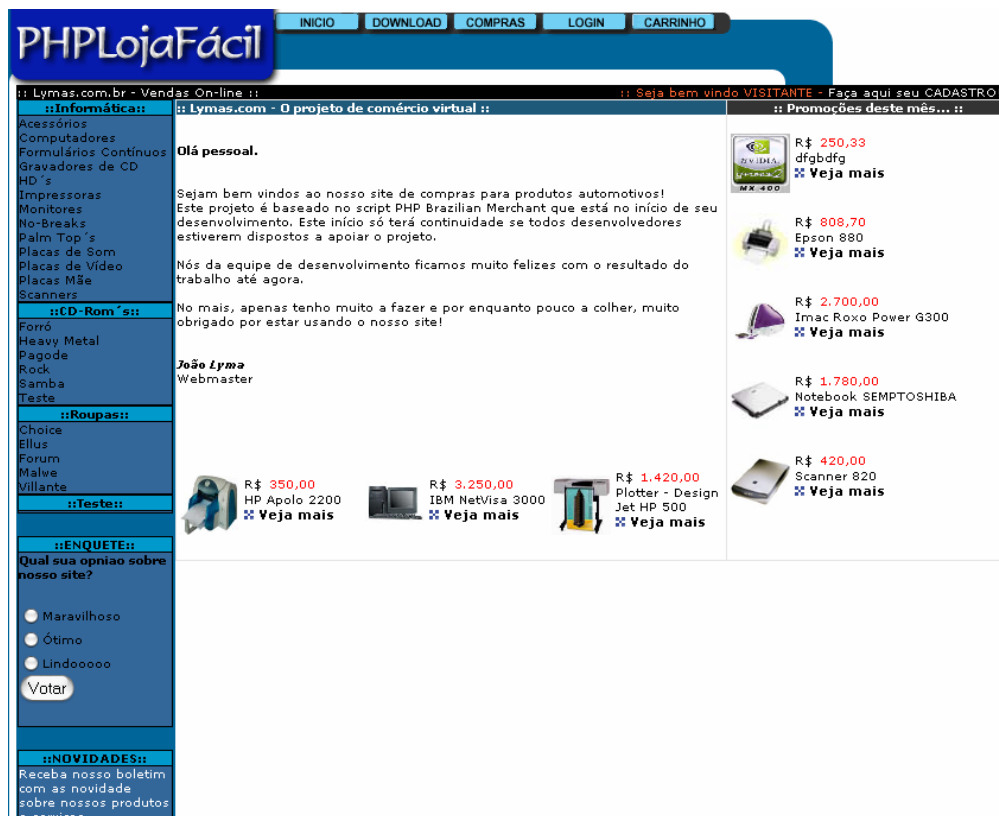 PHPLojaFácil
INICIO
DOWNLOAD
COMPRAS
LOGIN
CARRINHO
:: Lymas.com.br - Vendas On-line ::
:: Seja bem vindo VISITANTE - Faça aqui seu CADASTRO
::Informática::
Acessórios
Computadores
Formulários Contínuos
Gravadores de CD
HD´s
Impressoras
Monitores
No-Breaks
Palm Top´s
Placas de Som
Placas de Vídeo
Placas Mãe
Scanners
::CD-Rom´s::
Forró
Heavy Metal
Pagode
Rock
Samba
Teste
::Roupas::
Choice
Ellus
Forum
Malwe
Villante
::Teste::
::ENQUETE::
Qual sua opniao sobre
nosso site?
Maravilhoso
Ótimo
Lindooooo
Votar
::NOVIDADES::
Receba nosso boletim
com as novidade
sobre nossos produtos
:: Lymas.com - O projeto de comércio virtual ::
Olá pessoal.
Sejam bem vindos ao nosso site de compras para produtos automotivos!
Este projeto é baseado no script PHP Brazilian Merchant que está no início de seu
desenvolvimento. Este início só terá continuidade se todos desenvolvedores
estiverem dispostos a apoiar o projeto.
Nós da equipe de desenvolvimento ficamos muito felizes com o resultado do
trabalho até agora.
No mais, apenas tenho muito a fazer e por enquanto pouco a colher, muito
obrigado por estar usando o nosso site!
João Lyma
Webmaster
R$ 350,00
HP Apolo 2200
Veja mais
R$ 3.250,00
IBM NetVisa 3000
Veja mais
R$ 1.420,00
Plotter - Design
Jet HP 500
Veja mais
:: Promoções deste mês... ::
NVIDIA
MX 400
R$ 250,33
dfgbdfg
Veja mais
R$ 808,70
Epson 880
Veja mais
R$ 2.700,00
Imac Roxo Power G300
Veja mais
R$ 1.780,00
Notebook SEMPTOSHIBA
Veja mais
R$ 420,00
Scanner 820
Veja mais